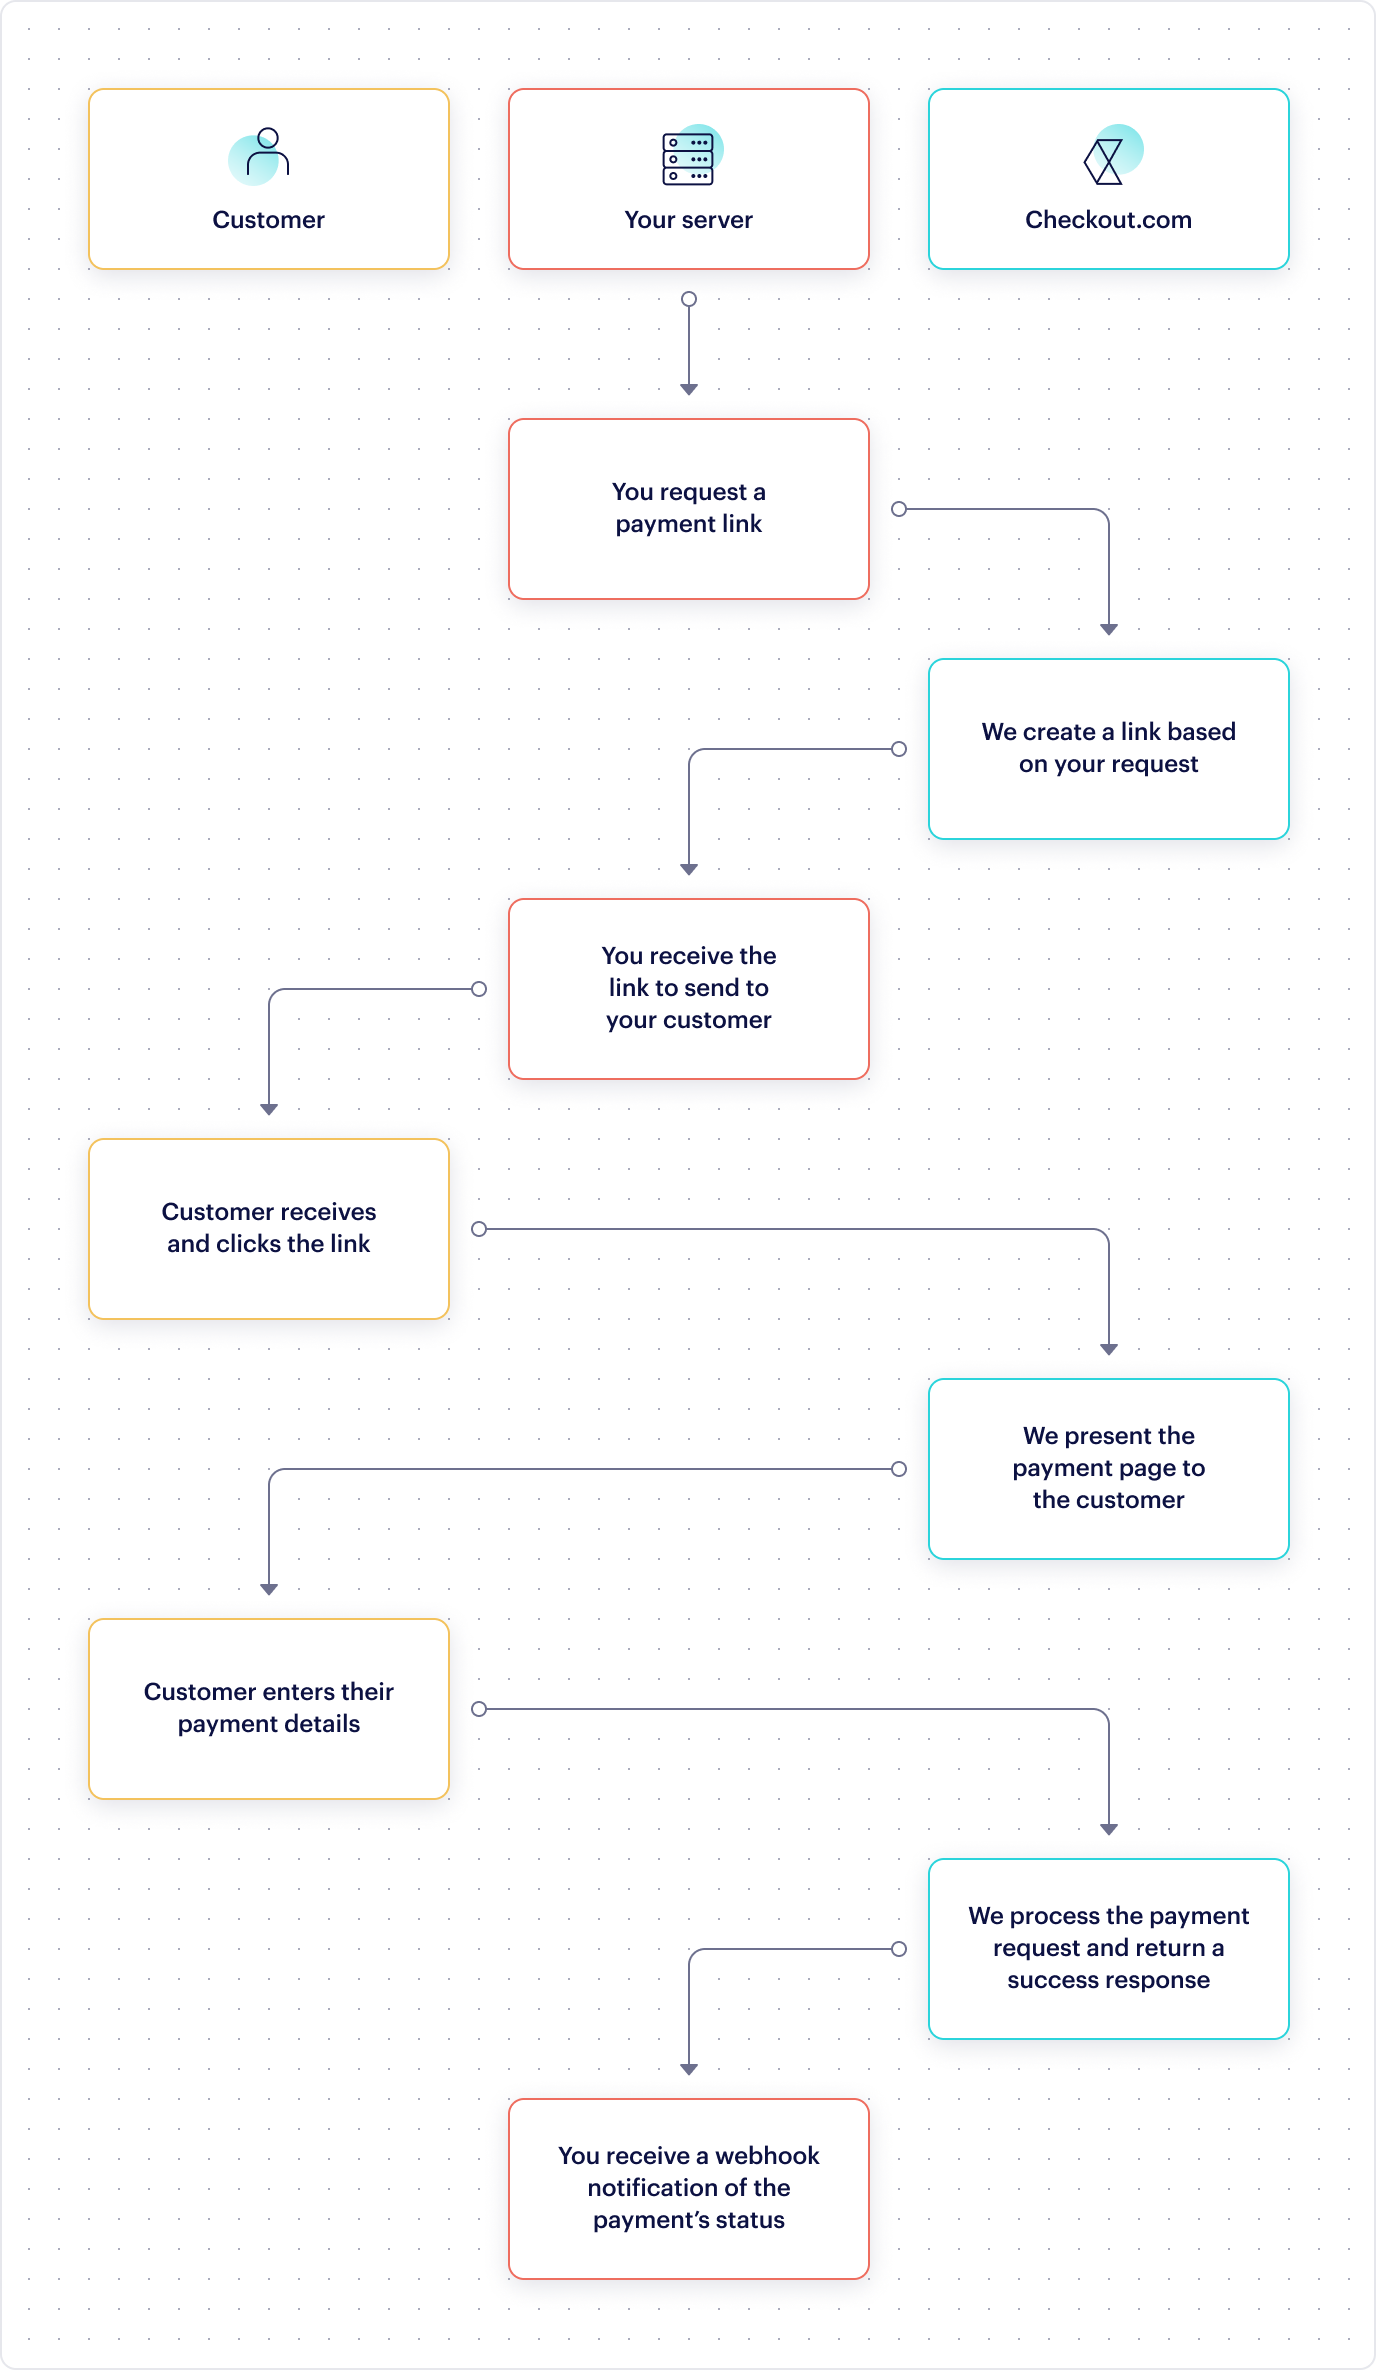 Customer
Your server
Checkout.com
You request a
payment link
We create a link based
on your request
You receive the
link to send to
your customer
Customer receives
and clicks the link
We present the
payment page to
the customer
Customer enters their
payment details
We process the payment
request and return a
success response
You receive a webhook
notification of the
payment’s status